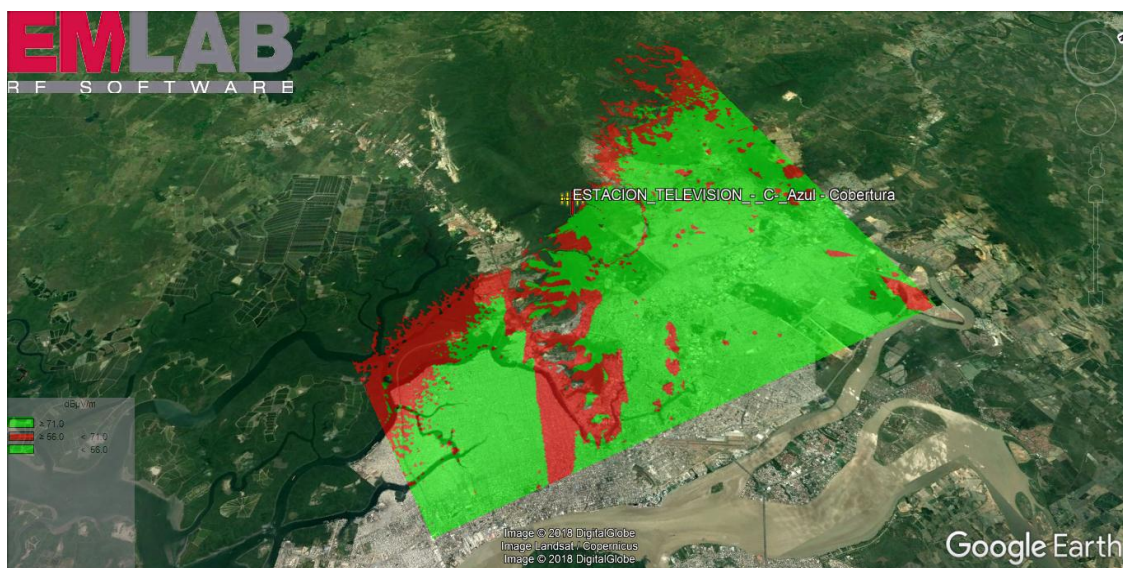 EMLAB
RF SOFTWARE
ESTACION_TELEVISION_-_C-_Azul - Cobertura
dBµV/m
≥ 71.0
≥ 56.0 < 71.0
< 56.0
Image © 2018 DigitalGlobe
Image Landsat / Copernicus
Image © 2018 DigitalGlobe
Google Earth